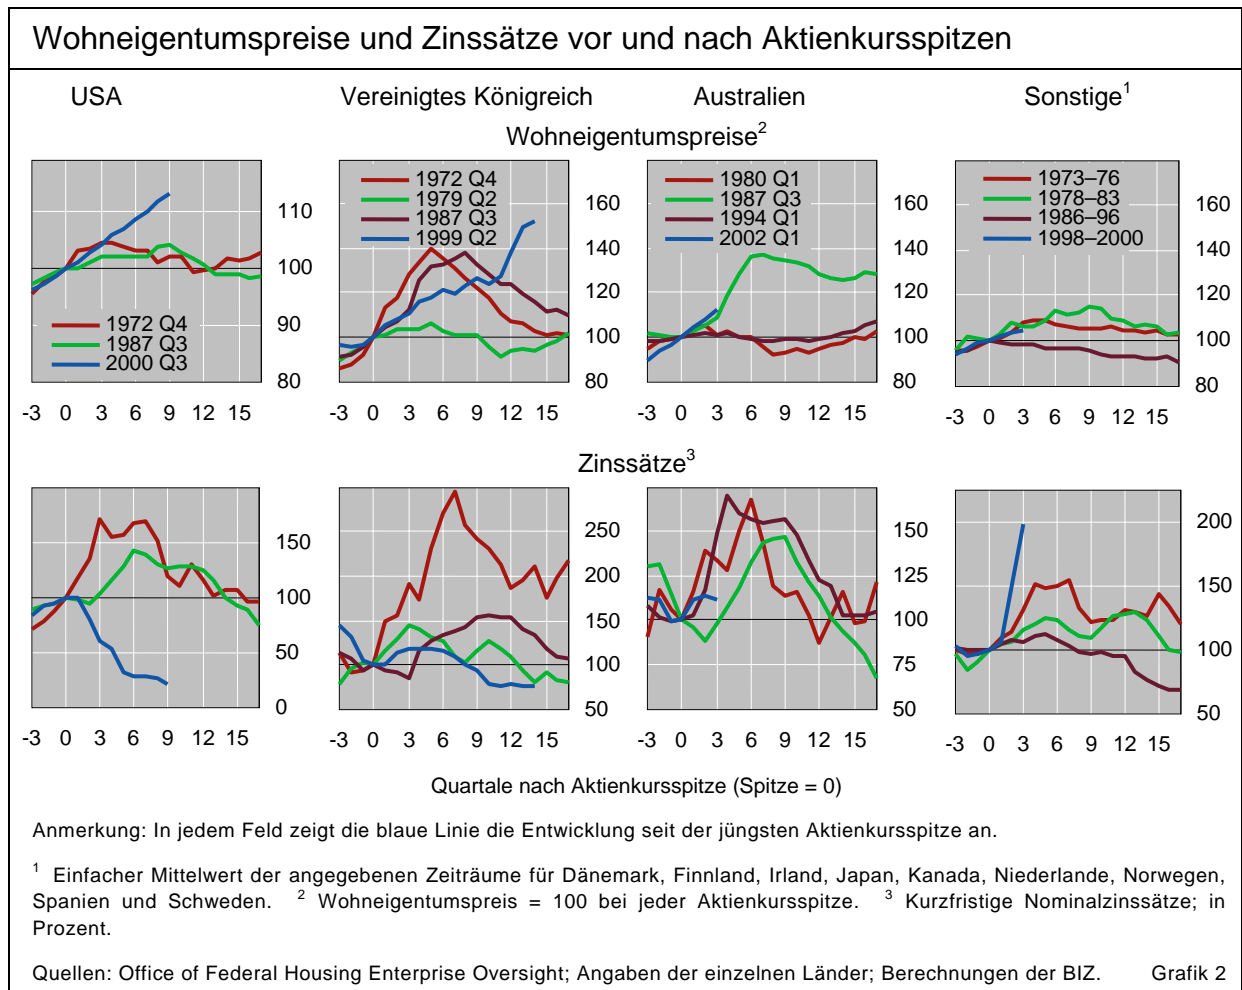 Wohneigentumspreise und Zinssätze vor und nach Aktienkursspitzen
USA Vereinigtes Königreich Australien Sonstige1
Wohneigentumspreise2
1972 Q4
1987 Q3
2000 Q3
110
100
90
80
-3 0 3 6 9 12 15
1972 Q4
1979 Q2
1987 Q3
1999 Q2
160
140
120
100
80
-3 0 3 6 9 12 15
1980 Q1
1987 Q3
1994 Q1
2002 Q1
160
140
120
100
80
-3 0 3 6 9 12 15
1973–76
1978–83
1986–96
1998–2000
160
140
120
100
80
-3 0 3 6 9 12 15
Zinssätze3
150
100
50
0
-3 0 3 6 9 12 15
250
200
150
100
50
-3 0 3 6 9 12 15
150
125
100
75
50
-3 0 3 6 9 12 15
200
150
100
50
-3 0 3 6 9 12 15
Quartale nach Aktienkursspitze (Spitze = 0)
Anmerkung: In jedem Feld zeigt die blaue Linie die Entwicklung seit der jüngsten Aktienkursspitze an.
1 Einfacher Mittelwert der angegebenen Zeiträume für Dänemark, Finnland, Irland, Japan, Kanada, Niederlande, Norwegen,
Spanien und Schweden. 2 Wohneigentumspreis = 100 bei jeder Aktienkursspitze. 3 Kurzfristige Nominalzinssätze; in
Prozent.
Quellen: Office of Federal Housing Enterprise Oversight; Angaben der einzelnen Länder; Berechnungen der BIZ. Grafik 2